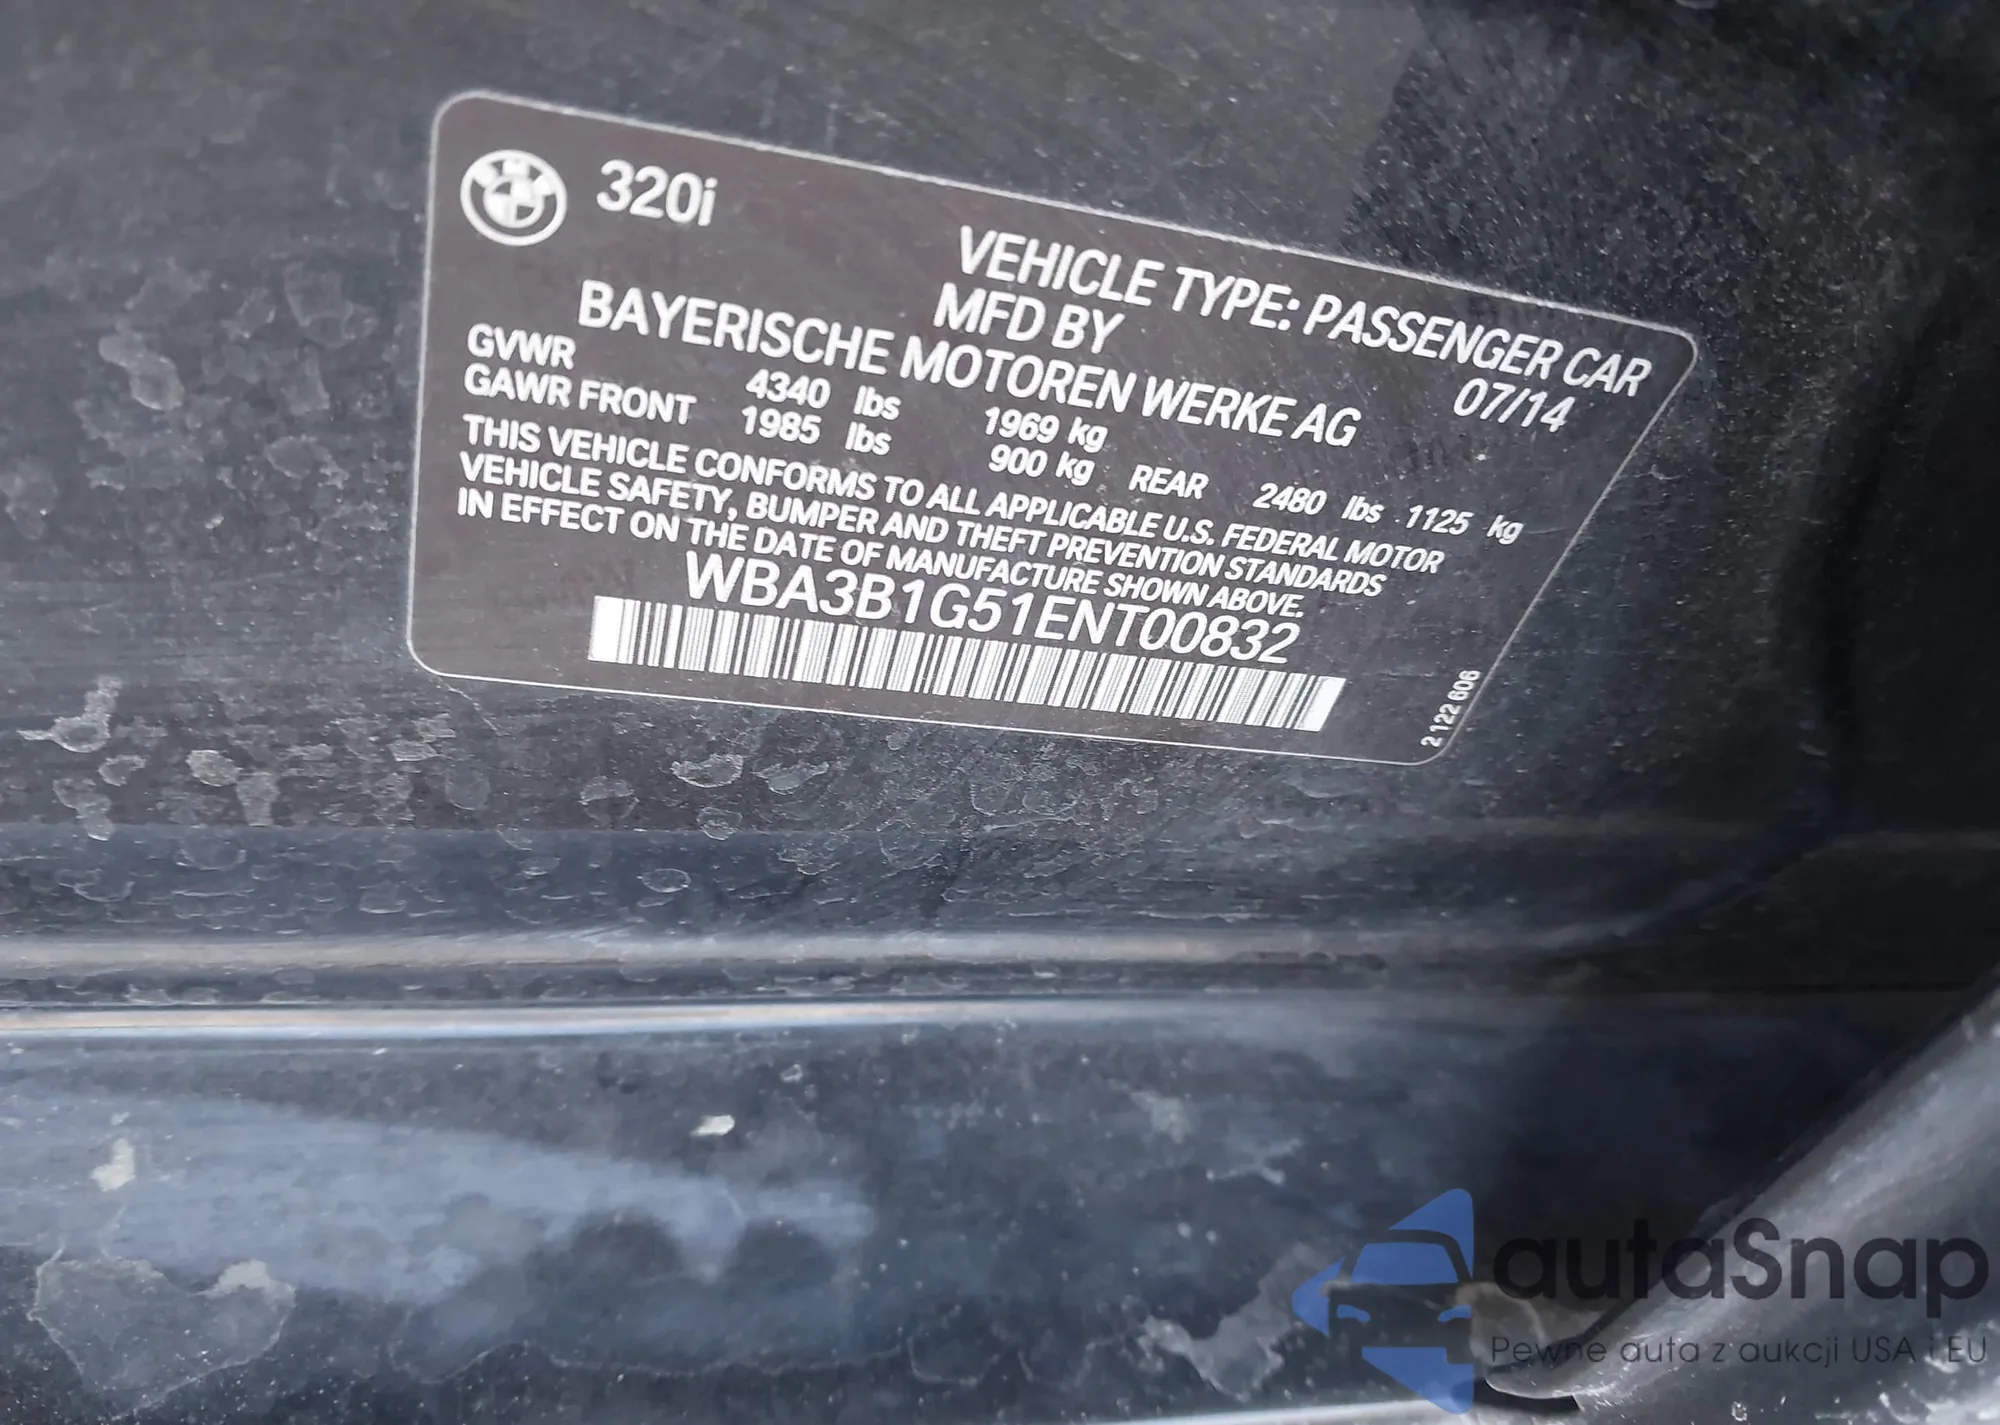 320i
VEHICLE TYPE: PASSENGER CAR
MFD BY 07/14
BAYERISCHE MOTOREN WERKE AG
GVWR 4340 lbs 1969 kg
GAWR FRONT 1985 lbs 900 kg REAR 2480 lbs 1125 kg
THIS VEHICLE CONFORMS TO ALL APPLICABLE U.S. FEDERAL MOTOR
VEHICLE SAFETY, BUMPER AND THEFT PREVENTION STANDARDS
IN EFFECT ON THE DATE OF MANUFACTURE SHOWN ABOVE.
WBA3B1G51ENT00832
2 122 606
autaSnap
Pewne auta z aukcji USA i EU